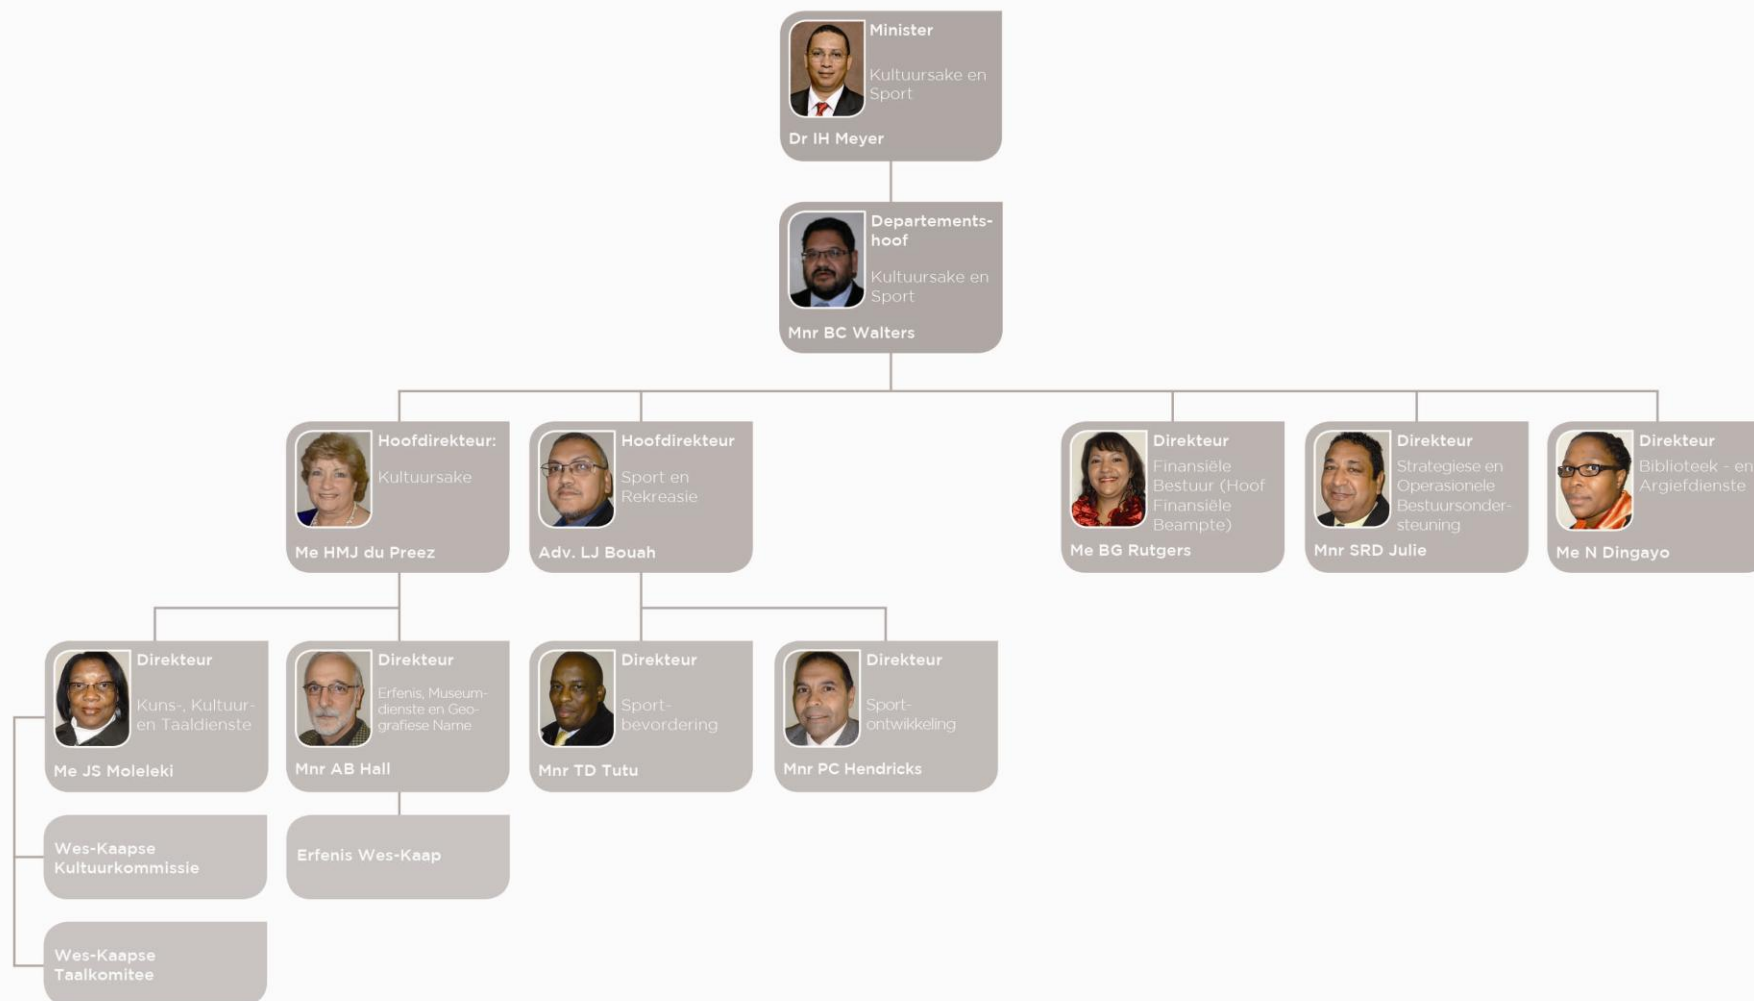 Minister
Kultuursake en
Sport
Dr IH Meyer
Departements-
hoof
Kultuursake en
Sport
Mnr BC Walters
Hoofdirekteur:
Kultuursake
Me HMJ du Preez
Hoofdirekteur
Sport en
Rekreasie
Adv. LJ Bouah
Direkteur
Finansiële
Bestuur (Hoof
Finansiële
Beampte)
Me BG Rutgers
Direkteur
Strategiese en
Operasionele
Bestuursonder-
steuning
Mnr SRD Julie
Direkteur
Biblioteek - en
Argiefdienste
Me N Dingayo
Direkteur
Kuns-, Kultuur-
en Taaldienste
Me JS Moleleki
Direkteur
Erfenis, Museum-
dienste en Geo-
grafiese Name
Mnr AB Hall
Direkteur
Sport-
bevordering
Mnr TD Tutu
Direkteur
Sport-
ontwikkeling
Mnr PC Hendricks
Wes-Kaapse
Kultuurkommissie
Erfenis Wes-Kaap
Wes-Kaapse
Taalkomitee